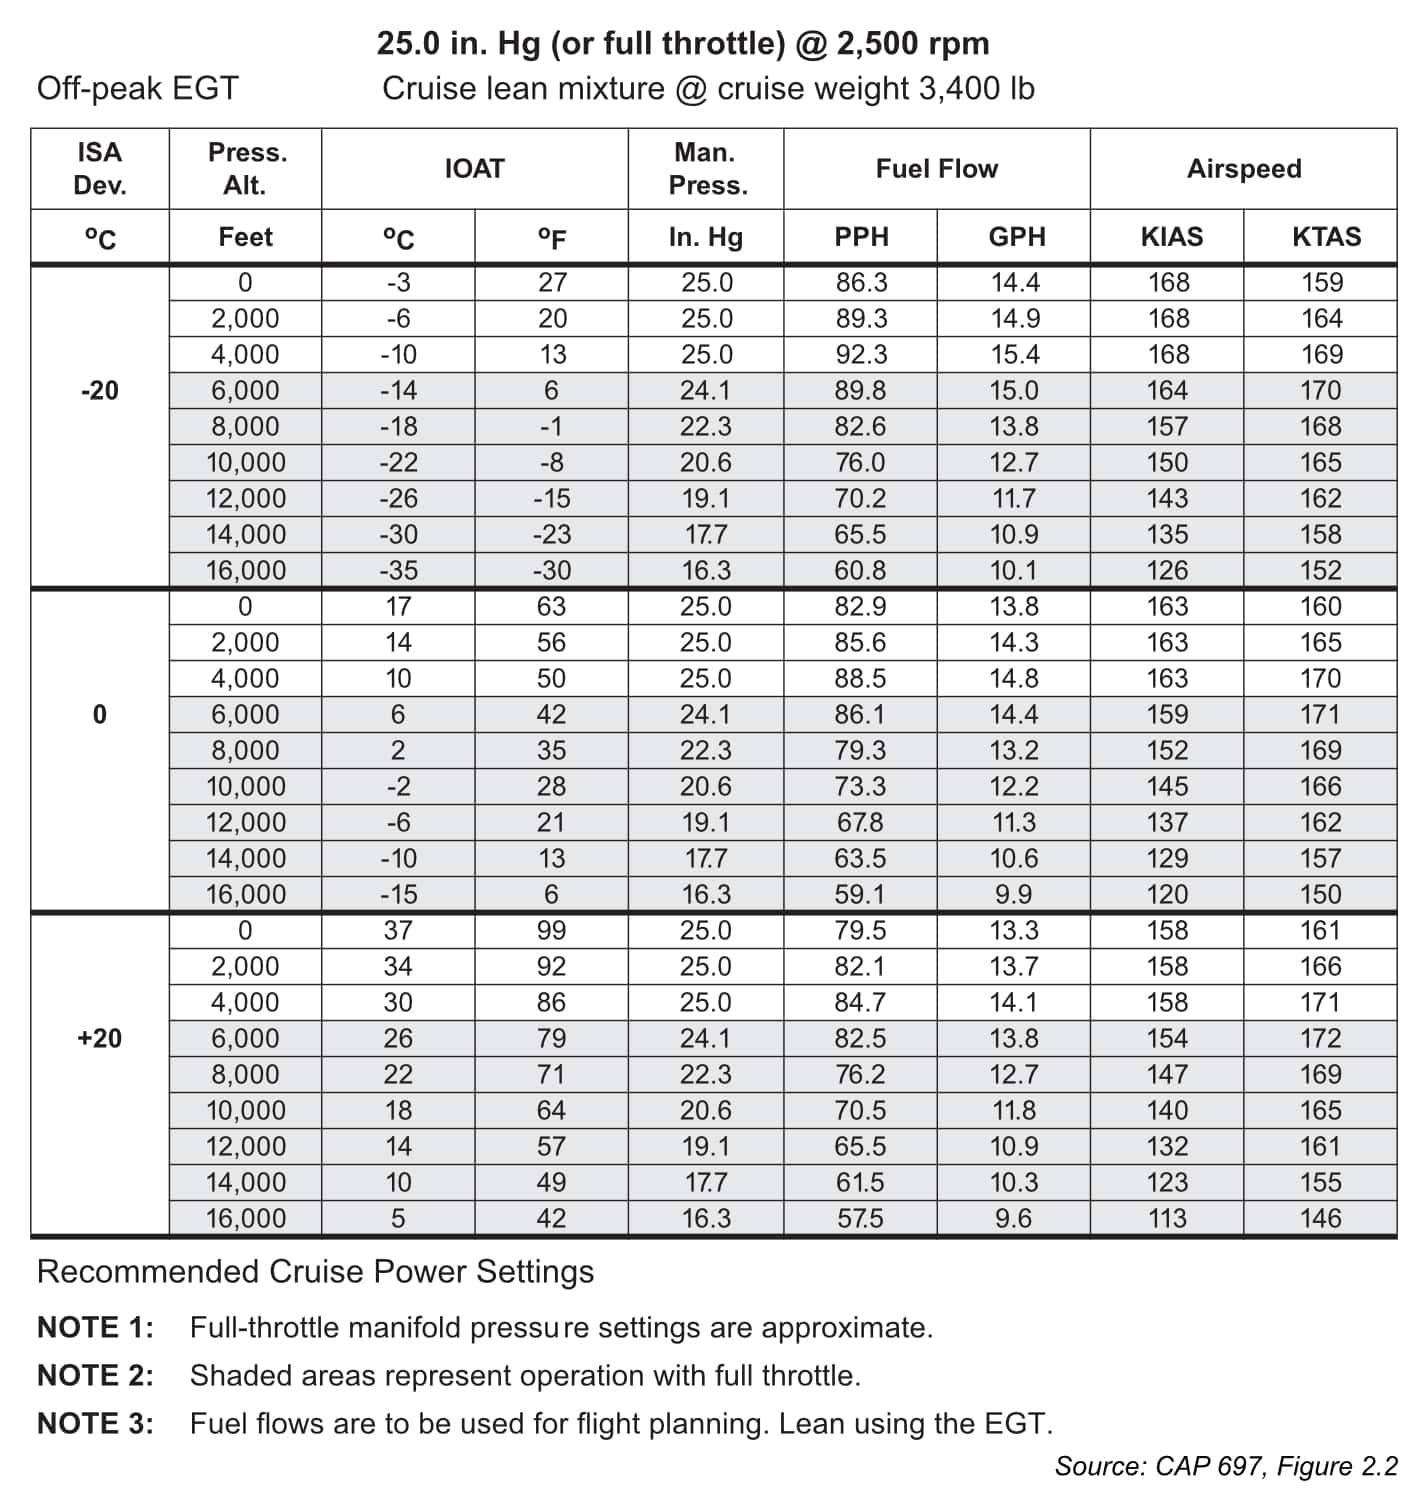 25.0 in. Hg (or full throttle) @ 2,500 rpm
Off-peak EGT Cruise lean mixture @ cruise weight 3,400 lb
ISA Dev. Press. Alt. IOAT Man. Press. Fuel Flow Airspeed
ºC Feet ºC ºF In. Hg PPH GPH KIAS KTAS
0 -3 27 25.0 86.3 14.4 168 159
2,000 -6 20 25.0 89.3 14.9 168 164
4,000 -10 13 25.0 92.3 15.4 168 169
-20 6,000 -14 6 24.1 89.8 15.0 164 170
8,000 -18 -1 22.3 82.6 13.8 157 168
10,000 -22 -8 20.6 76.0 12.7 150 165
12,000 -26 -15 19.1 70.2 11.7 143 162
14,000 -30 -23 17.7 65.5 10.9 135 158
16,000 -35 -30 16.3 60.8 10.1 126 152
0 17 63 25.0 82.9 13.8 163 160
2,000 14 56 25.0 85.6 14.3 163 165
4,000 10 50 25.0 88.5 14.8 163 170
0 6,000 6 42 24.1 86.1 14.4 159 171
8,000 2 35 22.3 79.3 13.2 152 169
10,000 -2 28 20.6 73.3 12.2 145 166
12,000 -6 21 19.1 67.8 11.3 137 162
14,000 -10 13 17.7 63.5 10.6 129 157
16,000 -15 6 16.3 59.1 9.9 120 150
0 37 99 25.0 79.5 13.3 158 161
2,000 34 92 25.0 82.1 13.7 158 166
4,000 30 86 25.0 84.7 14.1 158 171
+20 6,000 26 79 24.1 82.5 13.8 154 172
8,000 22 71 22.3 76.2 12.7 147 169
10,000 18 64 20.6 70.5 11.8 140 165
12,000 14 57 19.1 65.5 10.9 132 161
14,000 10 49 17.7 61.5 10.3 123 155
16,000 5 42 16.3 57.5 9.6 113 146
Recommended Cruise Power Settings
NOTE 1: Full-throttle manifold pressure settings are approximate.
NOTE 2: Shaded areas represent operation with full throttle.
NOTE 3: Fuel flows are to be used for flight planning. Lean using the EGT.
Source: CAP 697, Figure 2.2